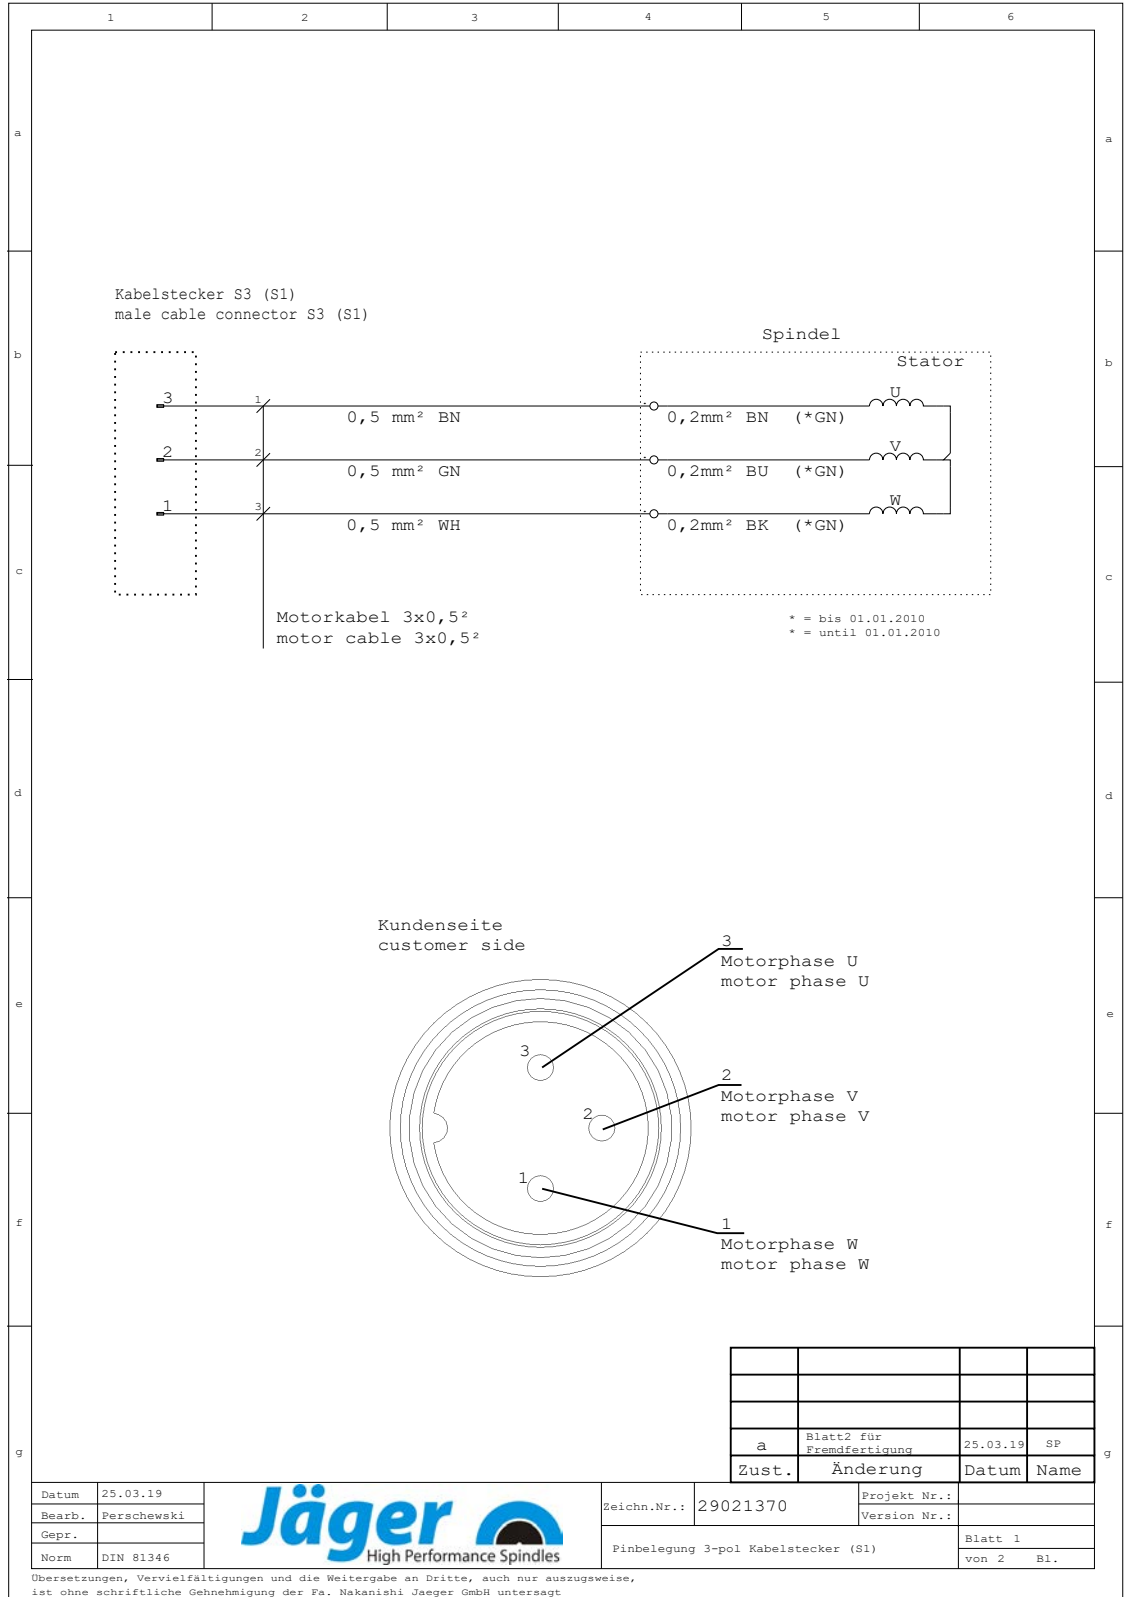 1 2 3 4 5 6
a a
Kabelstecker S3 (S1)
male cable connector S3 (S1)
Spindel
b b
Stator
3 1 U
0,5 mm² BN 0,2mm² BN (*GN)
2 2 V
0,5 mm² GN 0,2mm² BU (*GN)
1 3 W
0,5 mm² WH 0,2mm² BK (*GN)
c c
Motorkabel 3x0,5²
motor cable 3x0,5²
* = bis 01.01.2010
* = until 01.01.2010
d d
Kundenseite
customer side
3
Motorphase U
motor phase U
e e
3
2
Motorphase V
motor phase V
2
1
1
Motorphase W
motor phase W
f f
g g
a Blatt2 für Fremdfertigung 25.03.19 SP
Zust. Änderung Datum Name
Datum 25.03.19
Bearb. Perschewski
Gepr.
Norm DIN 81346
Jäger
High Performance Spindles
Zeichn.Nr.: 29021370
Projekt Nr.:
Version Nr.:
Pinbelegung 3-pol Kabelstecker (S1)
Blatt 1
von 2 Bl.
Übersetzungen, Vervielfältigungen und die Weitergabe an Dritte, auch nur auszugsweise,
ist ohne schriftliche Gehnehmigung der Fa. Nakanishi Jaeger GmbH untersagt